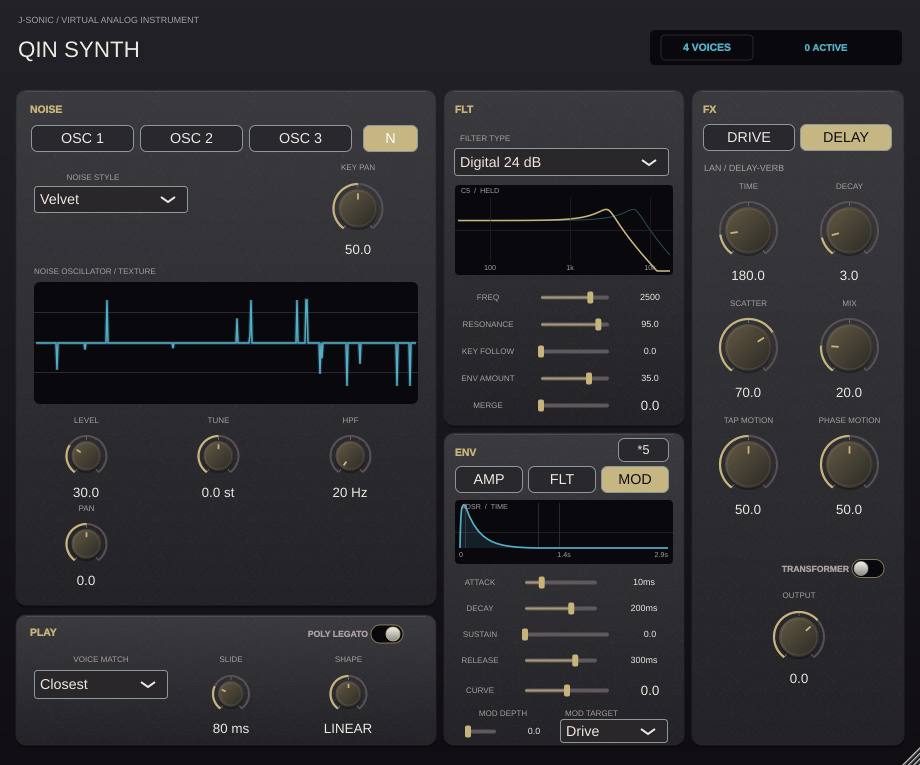 J-SONIC / VIRTUAL ANALOG INSTRUMENT
QIN SYNTH
4 VOICES
0 ACTIVE
NOISE
OSC 1
OSC 2
OSC 3
N
NOISE STYLE
Velvet
KEY PAN
50.0
NOISE OSCILLATOR / TEXTURE
LEVEL
TUNE
HPF
30.0
0.0 st
20 Hz
PAN
0.0
PLAY
POLY LEGATO
VOICE MATCH
SLIDE
SHAPE
Closest
80 ms
LINEAR
FLT
FILTER TYPE
Digital 24 dB
C5 / HELD
100
1k
10k
FREQ
2500
RESONANCE
95.0
KEY FOLLOW
0.0
ENV AMOUNT
35.0
MERGE
0.0
ENV
*5
AMP
FLT
MOD
ADSR / TIME
0
1.4s
2.9s
ATTACK
10ms
DECAY
200ms
SUSTAIN
0.0
RELEASE
300ms
CURVE
0.0
MOD DEPTH
MOD TARGET
0.0
Drive
FX
DRIVE
DELAY
LAN / DELAY-VERB
TIME
DECAY
180.0
3.0
SCATTER
MIX
70.0
20.0
TAP MOTION
PHASE MOTION
50.0
50.0
TRANSFORMER
OUTPUT
0.0